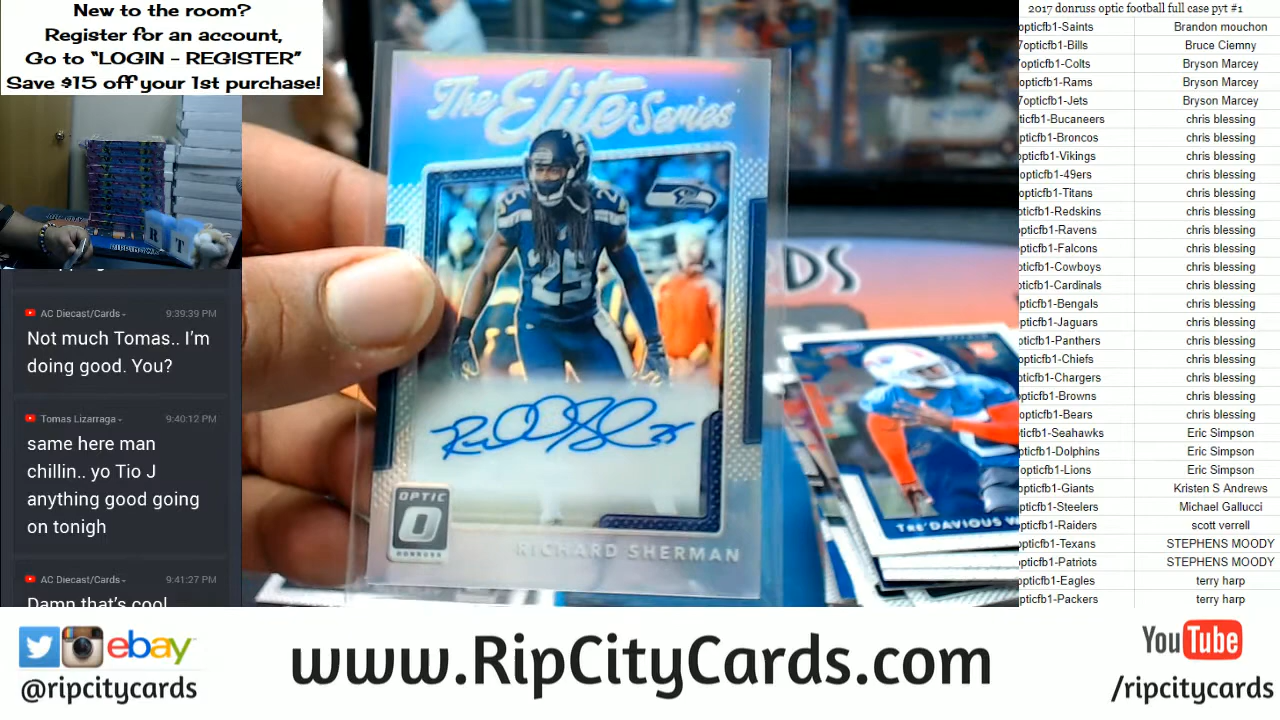 New to the room?
Register for an account,
Go to “LOGIN - REGISTER”
Save $15 off your 1st purchase!
AC Diecast/Cards -
9:39:39 PM
Not much Tomas.. I’m
doing good. You?
Tomas Lizarraga -
9:40:12 PM
same here man
chillin.. yo Tio J
anything good going
on tonigh
AC Diecast/Cards -
9:41:27 PM
Damn that’s cool
The Elite Series
25
OPTIC
DONRUSS
RICHARD SHERMAN
TRE'DAVIOUS W
2017 donruss optic football full case pyt #1
opticfb1-Saints Brandon mouchon
7opticfb1-Bills Bruce Ciemny
7opticfb1-Colts Bryson Marcey
7opticfb1-Rams Bryson Marcey
7opticfb1-Jets Bryson Marcey
opticfb1-Bucaneers chris blessing
opticfb1-Broncos chris blessing
opticfb1-Vikings chris blessing
opticfb1-49ers chris blessing
opticfb1-Titans chris blessing
opticfb1-Redskins chris blessing
opticfb1-Ravens chris blessing
opticfb1-Falcons chris blessing
opticfb1-Cowboys chris blessing
opticfb1-Cardinals chris blessing
opticfb1-Bengals chris blessing
opticfb1-Jaguars chris blessing
opticfb1-Panthers chris blessing
opticfb1-Chiefs chris blessing
opticfb1-Chargers chris blessing
opticfb1-Browns chris blessing
opticfb1-Bears chris blessing
opticfb1-Seahawks Eric Simpson
opticfb1-Dolphins Eric Simpson
opticfb1-Lions Eric Simpson
opticfb1-Giants Kristen S Andrews
opticfb1-Steelers Michael Gallucci
opticfb1-Raiders scott verrell
opticfb1-Texans STEPHENS MOODY
opticfb1-Patriots STEPHENS MOODY
opticfb1-Eagles terry harp
opticfb1-Packers terry harp
ebay
@ripcitycards
www.RipCityCards.com
YouTube
/ripcitycards